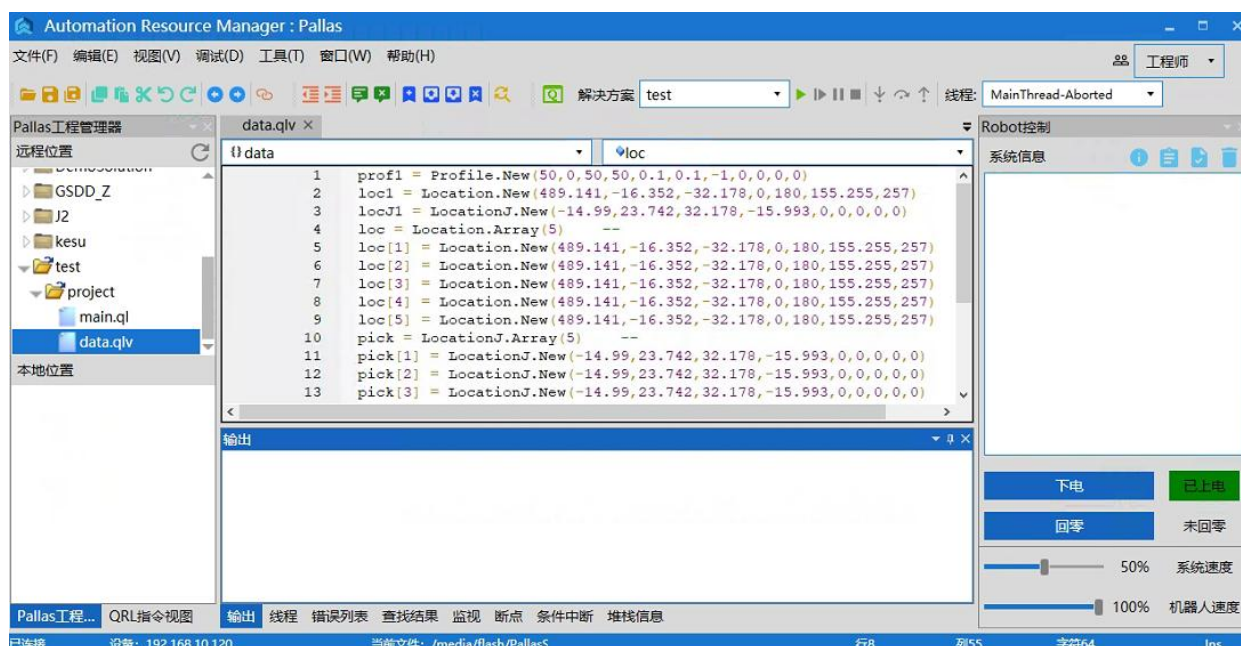 Automation Resource Manager : Pallas
文件(F) 编辑(E) 视图(V) 调试(D) 工具(T) 窗口(W) 帮助(H)
工程师
解决方案 test 线程: MainThread-Aborted
Pallas工程管理器
远程位置
DemoSolution
GSDD_Z
J2
kesu
test
project
main.ql
data.qlv
本地位置
data.qlv
data loc
1 prof1 = Profile.New(50,0,50,50,0.1,0.1,-1,0,0,0,0)
2 loc1 = Location.New(489.141,-16.352,-32.178,0,180,155.255,257)
3 locJ1 = LocationJ.New(-14.99,23.742,32.178,-15.993,0,0,0,0,0)
4 loc = Location.Array(5) --
5 loc[1] = Location.New(489.141,-16.352,-32.178,0,180,155.255,257)
6 loc[2] = Location.New(489.141,-16.352,-32.178,0,180,155.255,257)
7 loc[3] = Location.New(489.141,-16.352,-32.178,0,180,155.255,257)
8 loc[4] = Location.New(489.141,-16.352,-32.178,0,180,155.255,257)
9 loc[5] = Location.New(489.141,-16.352,-32.178,0,180,155.255,257)
10 pick = LocationJ.Array(5) --
11 pick[1] = LocationJ.New(-14.99,23.742,32.178,-15.993,0,0,0,0,0)
12 pick[2] = LocationJ.New(-14.99,23.742,32.178,-15.993,0,0,0,0,0)
13 pick[3] = LocationJ.New(-14.99,23.742,32.178,-15.993,0,0,0,0,0)
输出
Robot控制
系统信息
下电 已上电
回零 未回零
50% 系统速度
100% 机器人速度
Pallas工程... QRL指令视图
输出 线程 错误列表 查找结果 监视 断点 条件中断 堆栈信息
已连接 设备: 192.168.10.120 当前文件: /media/flash/PallasS 行8 列55 字符64 Ins